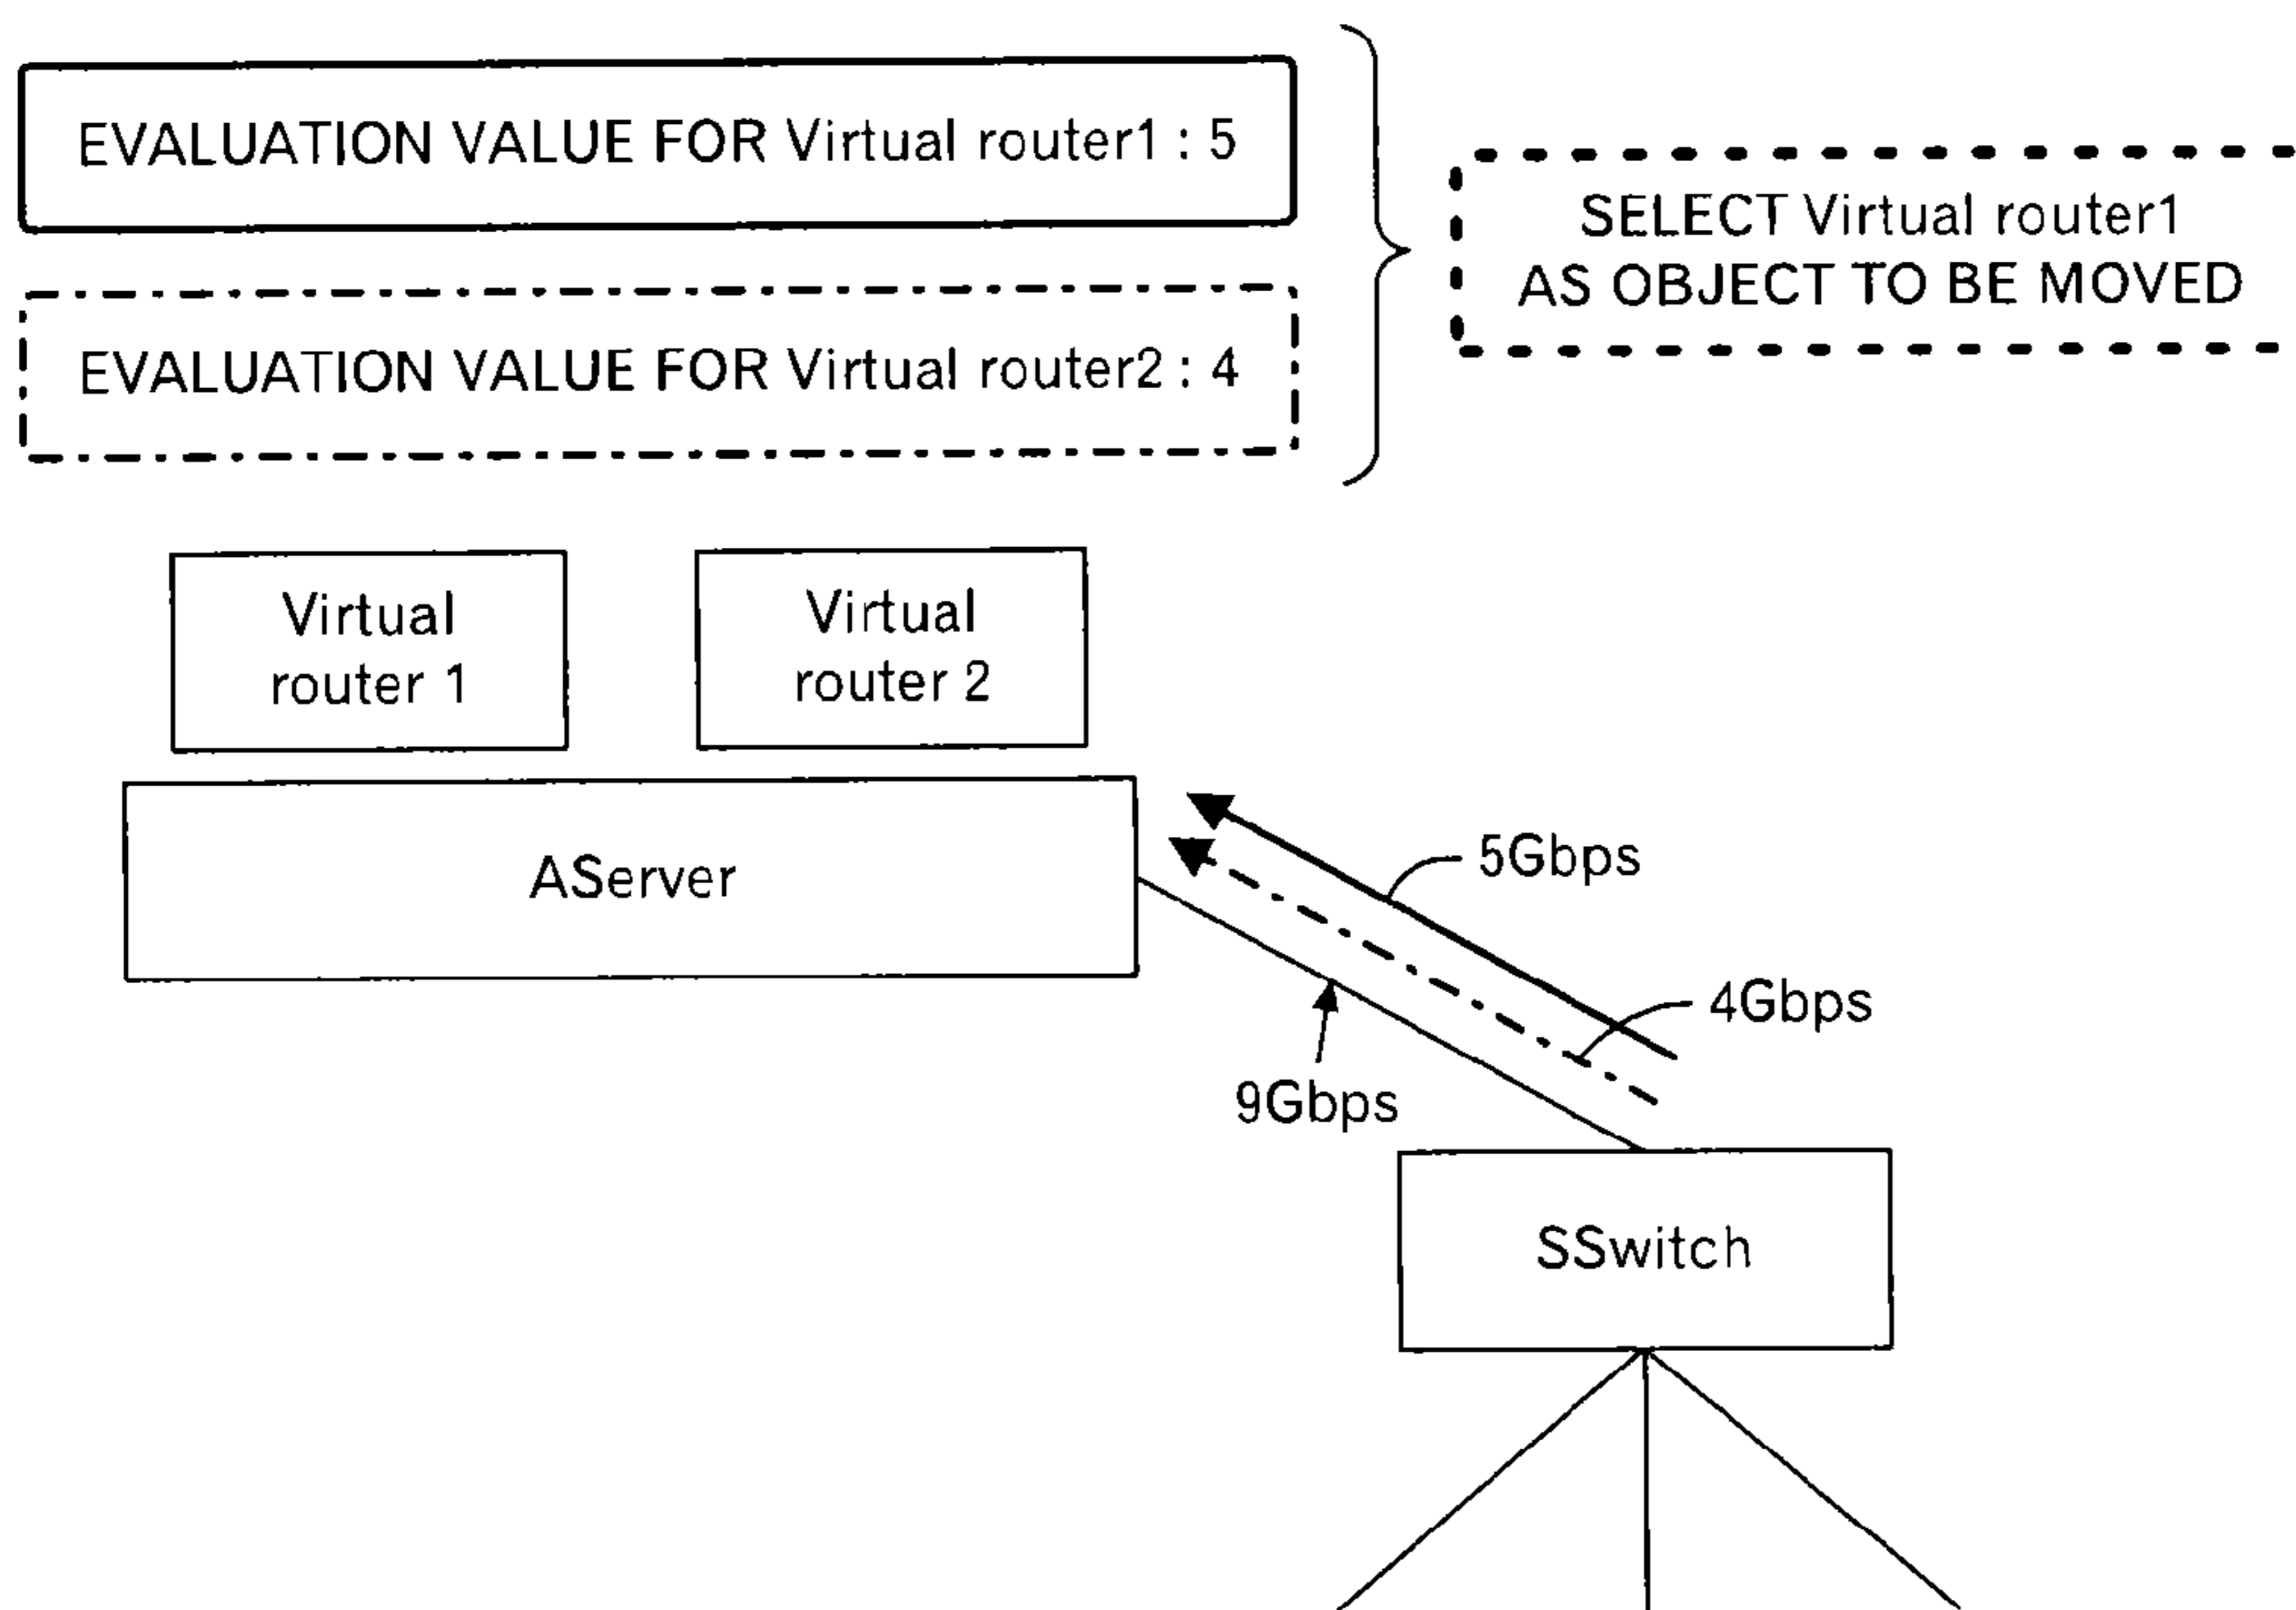 EVALUATION VALUE FOR Virtual router1 : 5
EVALUATION VALUE FOR Virtual router2 : 4
SELECT Virtual router1
AS OBJECT TO BE MOVED
Virtual
router 1
Virtual
router 2
AServer
5Gbps
4Gbps
9Gbps
SSwitch